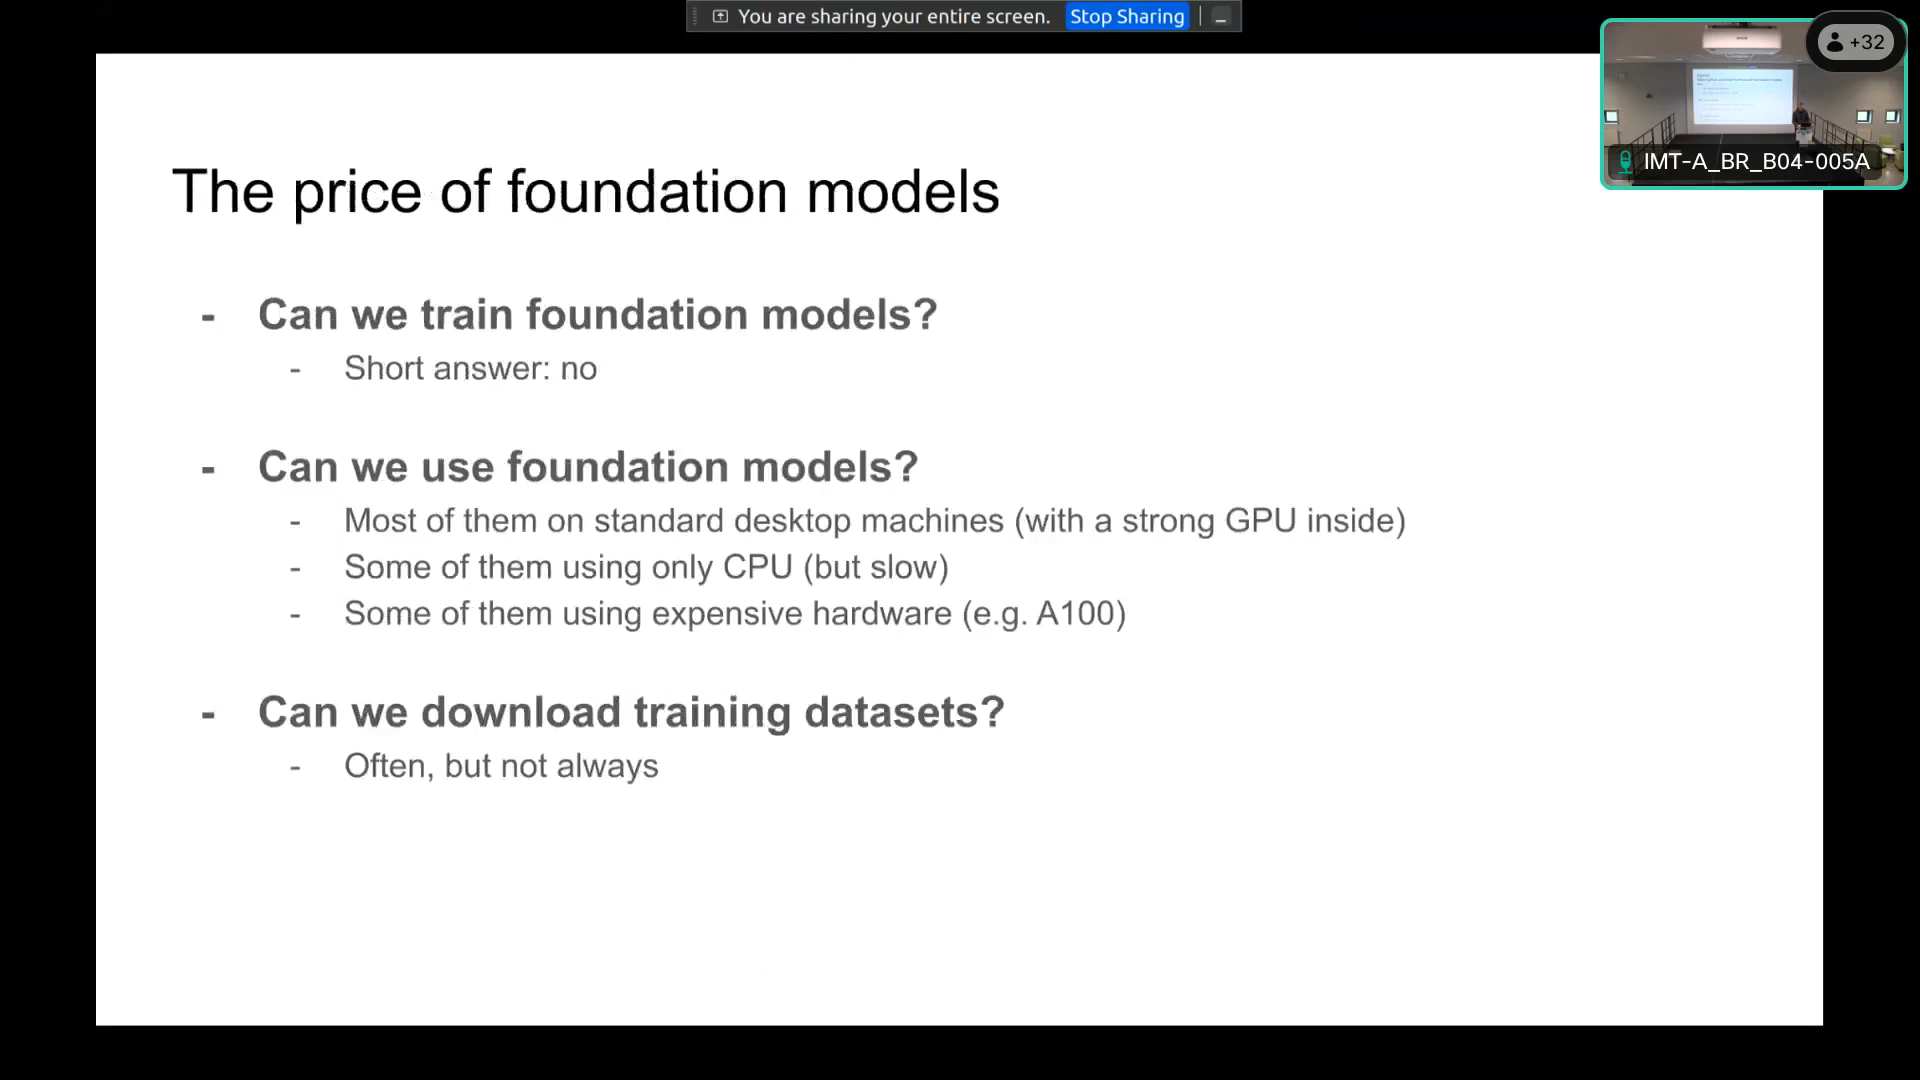 You are sharing your entire screen. Stop Sharing
+32
IMT-A_BR_B04-005A
The price of foundation models
- Can we train foundation models?
- Short answer: no
- Can we use foundation models?
- Most of them on standard desktop machines (with a strong GPU inside)
- Some of them using only CPU (but slow)
- Some of them using expensive hardware (e.g. A100)
- Can we download training datasets?
- Often, but not always